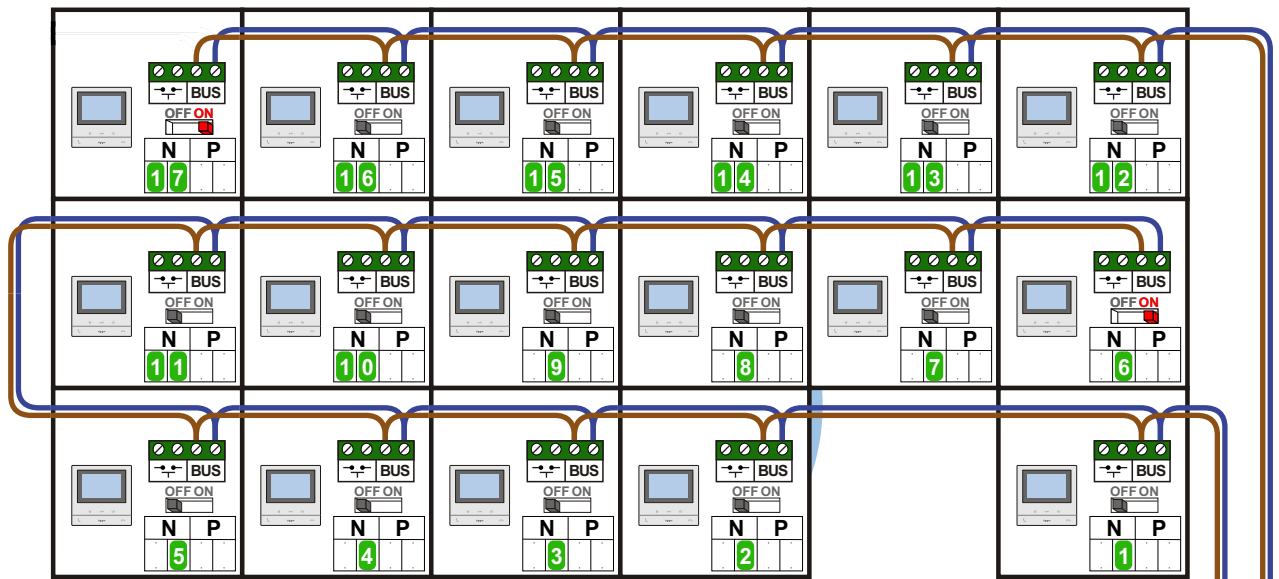 BUS BUS BUS BUS BUS BUS
OFF ON OFF ON OFF ON OFF ON OFF ON OFF ON
N P N P N P N P N P N P
17 16 15 14 13 12
BUS BUS BUS BUS BUS BUS
OFF ON OFF ON OFF ON OFF ON OFF ON OFF ON
N P N P N P N P N P N P
11 10 9 8 7 6
BUS BUS BUS BUS BUS
OFF ON OFF ON OFF ON OFF ON OFF ON
N P N P N P N P N P
5 4 3 2 1